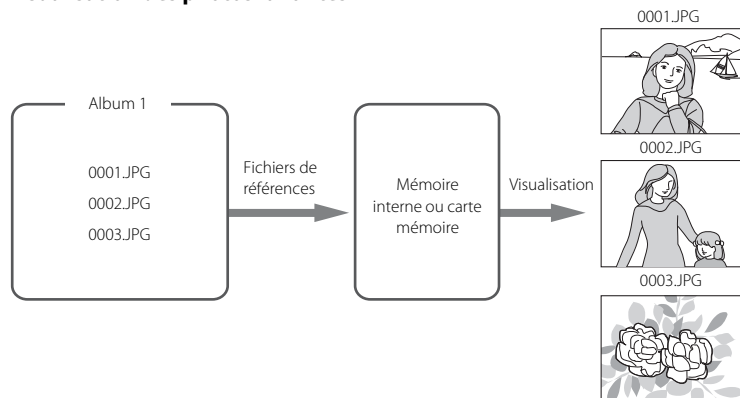 Album 1
0001.JPG
0002.JPG
0003.JPG
Fichiers de
références
Mémoire
interne ou carte
mémoire
Visualisation
0001.JPG
0002.JPG
0003.JPG